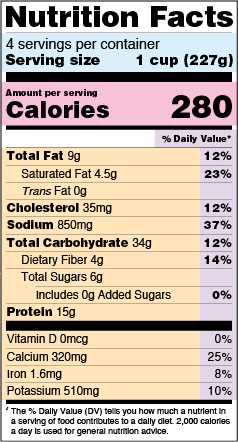 Nutrition Facts
4 servings per container
Serving size 1 cup (227g)
Amount per serving
Calories 280
% Daily Value*
Total Fat 9g 12%
Saturated Fat 4.5g 23%
Trans Fat 0g
Cholesterol 35mg 12%
Sodium 850mg 37%
Total Carbohydrate 34g 12%
Dietary Fiber 4g 14%
Total Sugars 6g
Includes 0g Added Sugars 0%
Protein 15g
Vitamin D 0mcg 0%
Calcium 320mg 25%
Iron 1.6mg 8%
Potassium 510mg 10%
* The % Daily Value (DV) tells you how much a nutrient in
a serving of food contributes to a daily diet. 2,000 calories
a day is used for general nutrition advice.